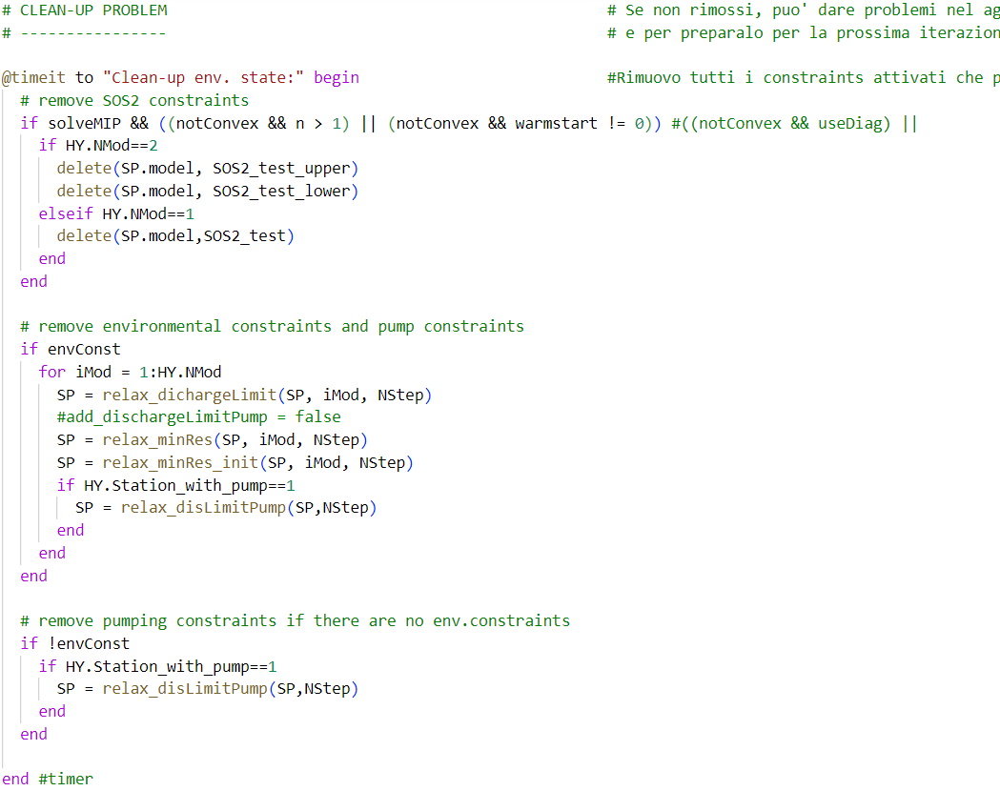 # CLEAN-UP PROBLEM # Se non rimossi, puo' dare problemi nel
# ---------------- # e per preparalo per la prossima
@timeit to "Clean-up env. state:" begin #Rimuovo tutti i constraints attivati che
# remove SOS2 constraints
if solveMIP && ((notConvex && n > 1) || (notConvex && warmstart != 0)) #((notConvex && useDiag) ||
if HY.NMod==2
delete(SP.model, SOS2_test_upper)
delete(SP.model, SOS2_test_lower)
elseif HY.NMod==1
delete(SP.model,SOS2_test)
end
end
# remove environmental constraints and pump constraints
if envConst
for iMod = 1:HY.NMod
SP = relax_dichargeLimit(SP, iMod, NStep)
#add_dischargeLimitPump = false
SP = relax_minRes(SP, iMod, NStep)
SP = relax_minRes_init(SP, iMod, NStep)
if HY.Station_with_pump==1
SP = relax_disLimitPump(SP,NStep)
end
end
end
# remove pumping constraints if there are no env.constraints
if !envConst
if HY.Station_with_pump==1
SP = relax_disLimitPump(SP,NStep)
end
end
end #timer